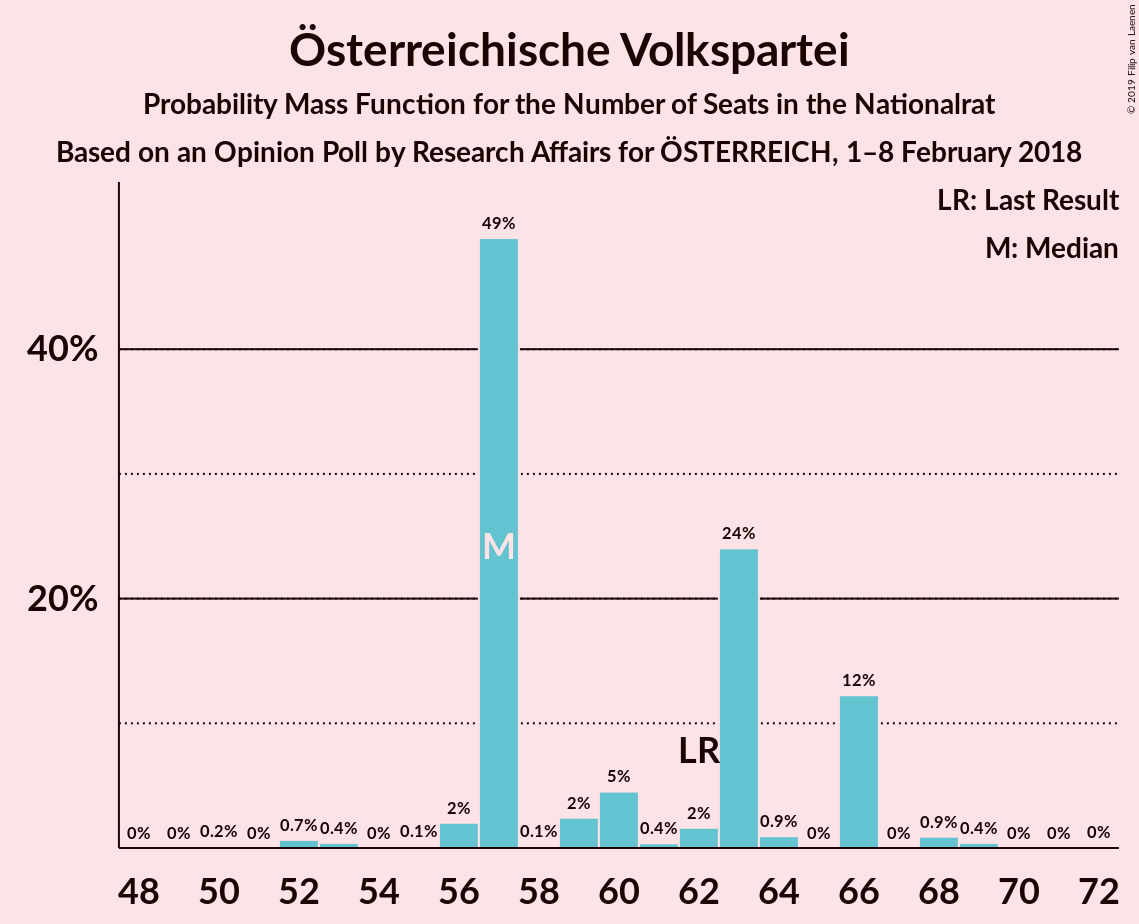 Österreichische Volkspartei
Probability Mass Function for the Number of Seats in the Nationalrat
Based on an Opinion Poll by Research Affairs for ÖSTERREICH, 1–8 February 2018
© 2019 Filip van Laenen
LR: Last Result
M: Median
49%
40%
M
24%
20%
12%
LR
5%
0% 0% 0.2% 0% 0.7% 0.4% 0% 0.1% 2% 0.1% 2% 0.4% 2% 0.9% 0% 0% 0.9% 0.4% 0% 0% 0%
48 50 52 54 56 58 60 62 64 66 68 70 72